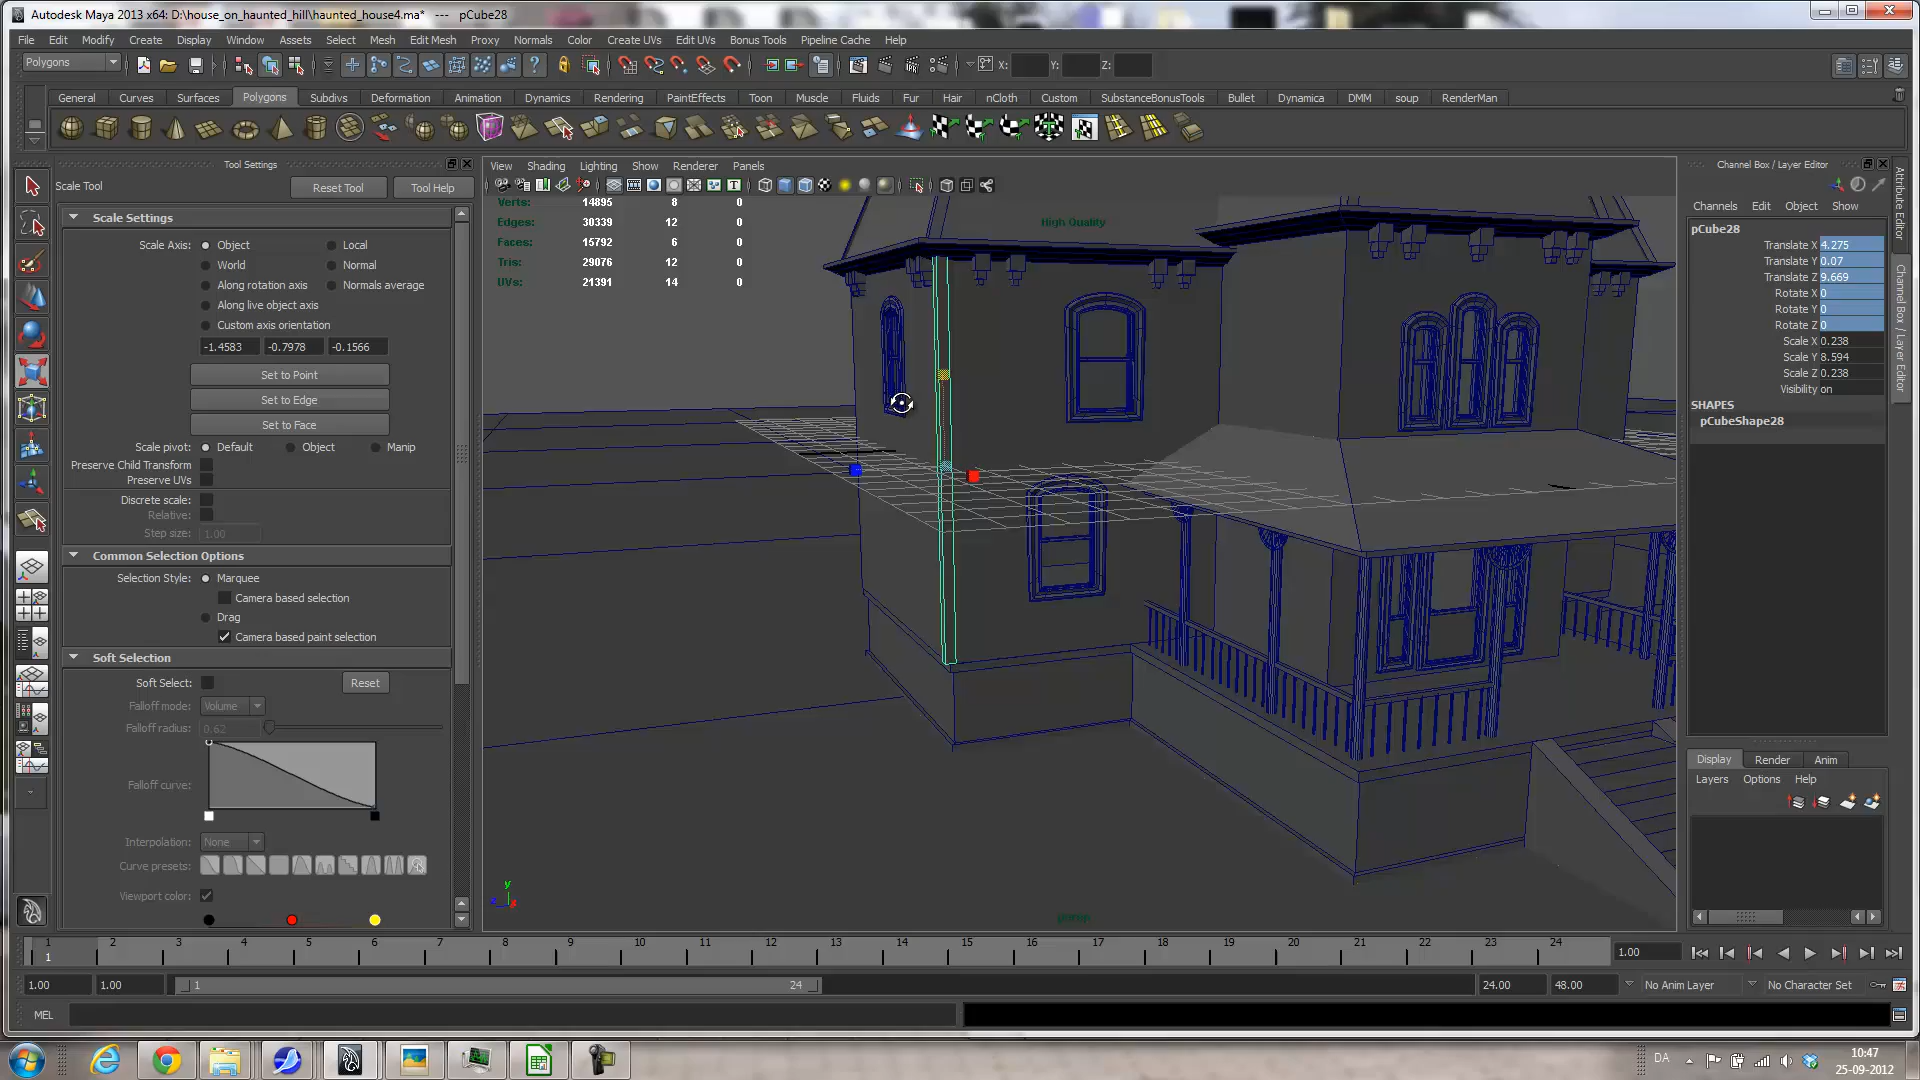 Autodesk Maya 2013 x64: D:\house_on_haunted_hill\haunted_house4.ma* --- pCube28
File Edit Modify Create Display Window Assets Select Mesh Edit Mesh Proxy Normals Color Create UVs Edit UVs Bonus Tools Pipeline Cache Help
Polygons X: Y: Z:
General Curves Surfaces Polygons Subdivs Deformation Animation Dynamics Rendering PaintEffects Toon Muscle Fluids Fur Hair nCloth Custom SubstanceBonusTools Bullet Dynamica DMM soup RenderMan
Tool Settings
Scale Tool Reset Tool Tool Help
Scale Settings
Scale Axis: Object Local
World Normal
Along rotation axis Normals average
Along live object axis
Custom axis orientation
-1.4583 -0.7978 -0.1566
Set to Point
Set to Edge
Set to Face
Scale pivot: Default Object Manip
Preserve Child Transform
Preserve UVs
Discrete scale:
Relative:
Step size: 1.00
Common Selection Options
Selection Style: Marquee
Camera based selection
Drag
Camera based paint selection
Soft Selection
Soft Select: Reset
Falloff mode: Volume
Falloff radius: 0.62
Falloff curve:
Interpolation: None
Curve presets:
Viewport color:
View Shading Lighting Show Renderer Panels
Verts: 14895 8 0
Edges: 30339 12 0
Faces: 15792 6 0
Tris: 29076 12 0
UVs: 21391 14 0
High Quality
persp
y
z
Channel Box / Layer Editor
Channels Edit Object Show
pCube28
Translate X 4.275
Translate Y 0.07
Translate Z 9.669
Rotate X 0
Rotate Y 0
Rotate Z 0
Scale X 0.238
Scale Y 8.594
Scale Z 0.238
Visibility on
SHAPES
pCubeShape28
Attribute Editor
Channel Box / Layer Editor
Display Render Anim
Layers Options Help
1 2 3 4 5 6 7 8 9 10 11 12 13 14 15 16 17 18 19 20 21 22 23 24
1
1.00
1.00 1.00 1 24 24.00 48.00 No Anim Layer No Character Set
MEL
DA
10:47
25-09-2012